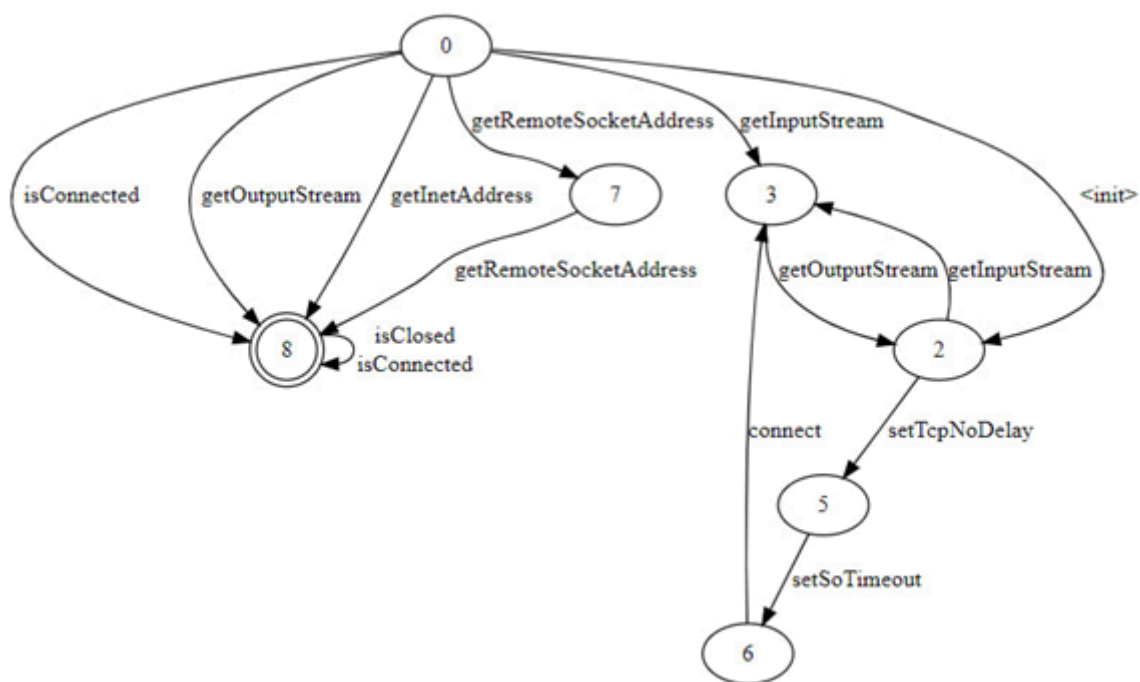 0
getRemoteSocketAddress
getInputStream
isConnected
getOutputStream
getInetAddress
7
3
<init>
getRemoteSocketAddress
getOutputStream
getInputStream
8
isClosed
isConnected
2
connect
setTcpNoDelay
5
setSoTimeout
6